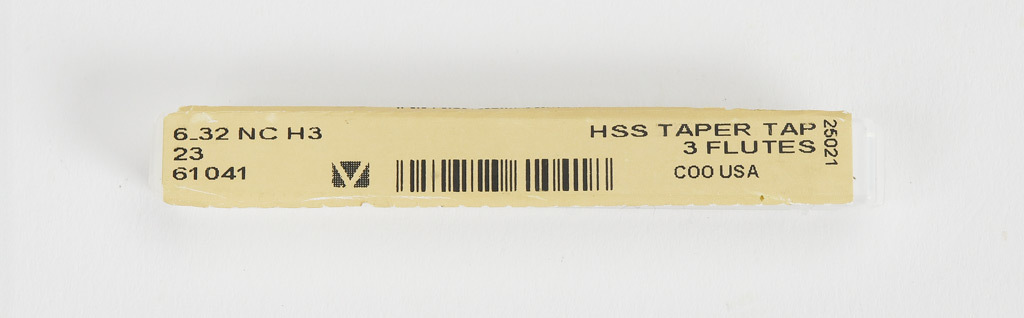 6-32 NC H3
23
61041
HSS TAPER TAP
3 FLUTES
COO USA
25021